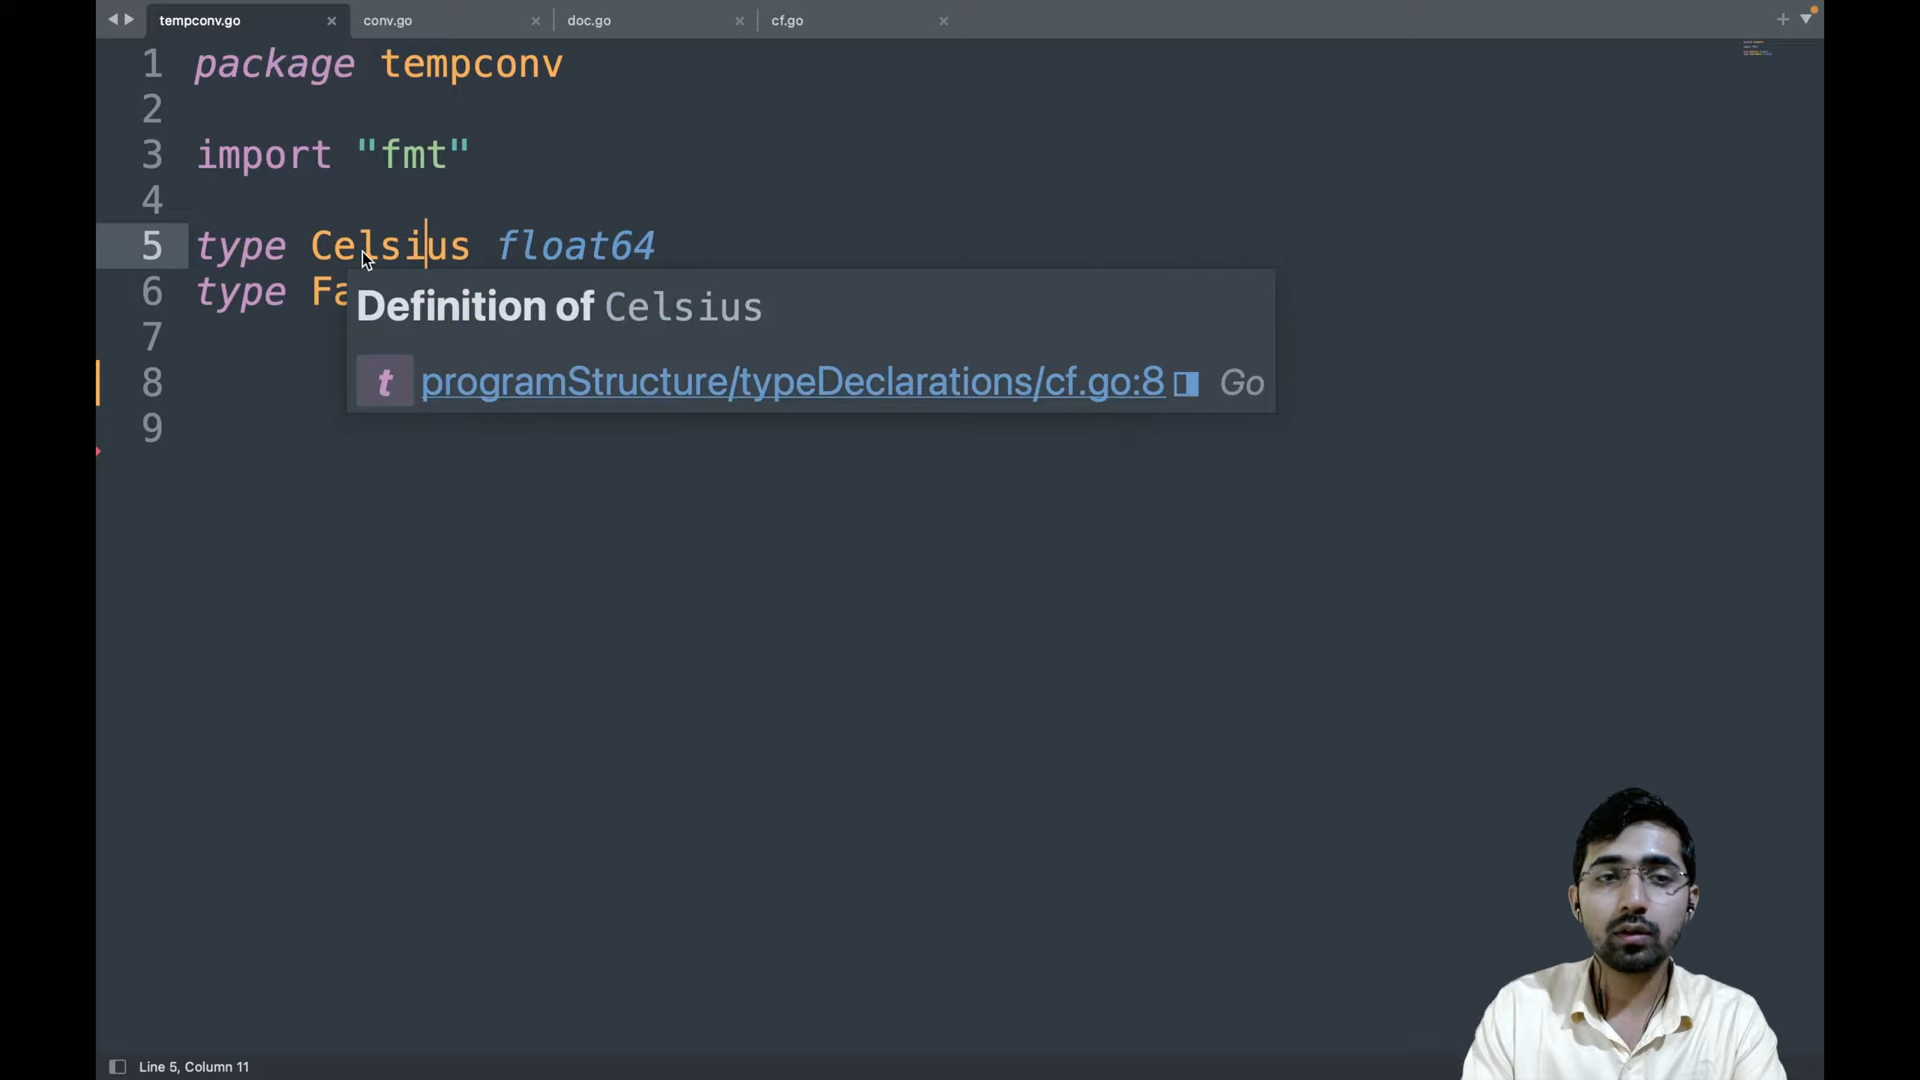 tempconv.go
conv.go
doc.go
cf.go
1 package tempconv
2
3 import "fmt"
4
5 type Celsius float64
6 type Fa
7
8
9
Definition of Celsius
t programStructure/typeDeclarations/cf.go:8 Go
Line 5, Column 11